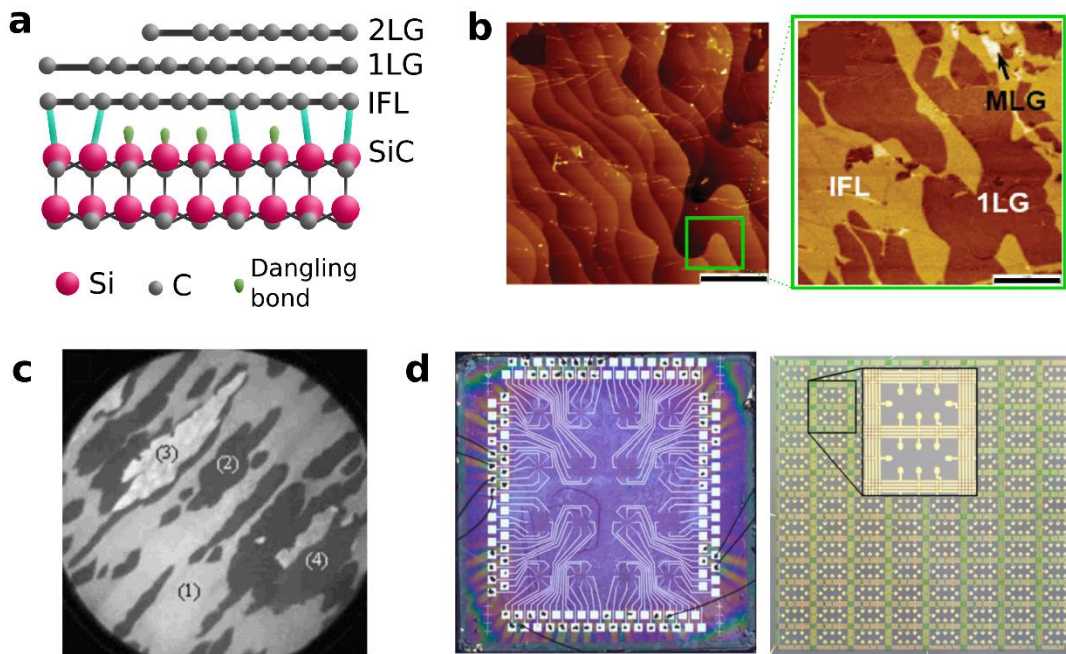 a
2LG
1LG
IFL
SiC
Si
C
Dangling
bond
b
MLG
IFL
1LG
c
(3)
(2)
(4)
(1)
d